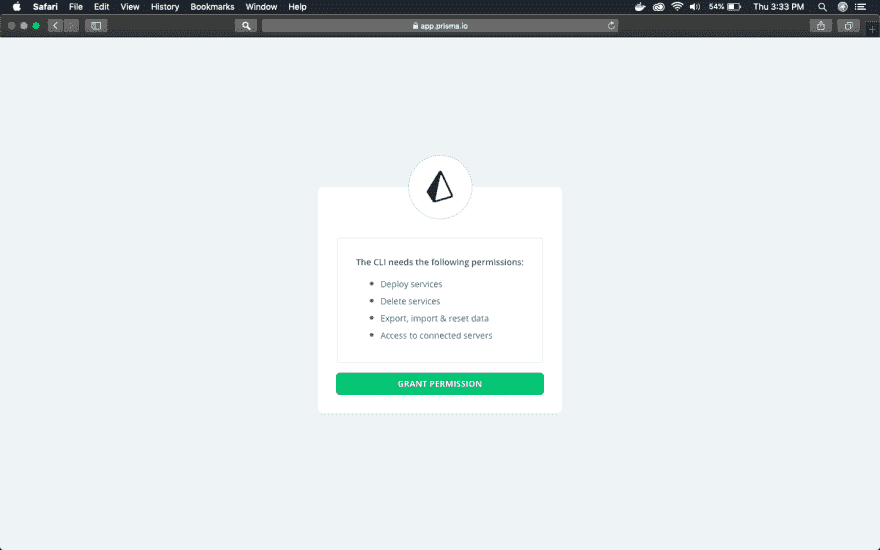 Safari File Edit View History Bookmarks Window Help 54% Thu 3:33 PM
app.prisma.io
The CLI needs the following permissions:
Deploy services
Delete services
Export, import & reset data
Access to connected servers
GRANT PERMISSION